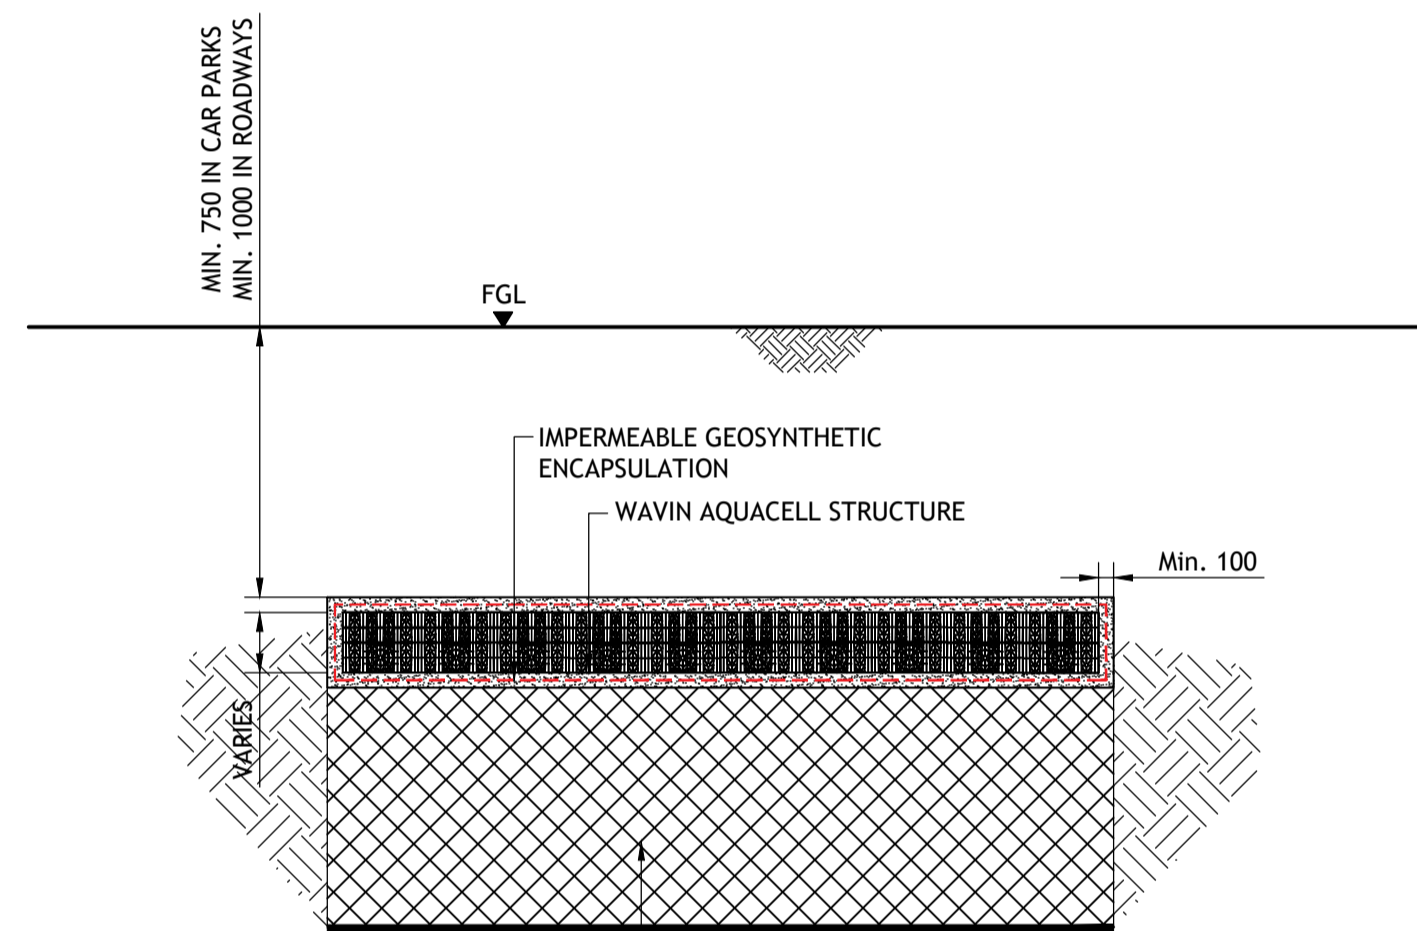 MIN. 750 IN CAR PARKS
MIN. 1000 IN ROADWAYS
FGL
IMPERMEABLE GEOSYNTHETIC
ENCAPSULATION
WAVIN AQUACELL STRUCTURE
Min. 100
VARIES